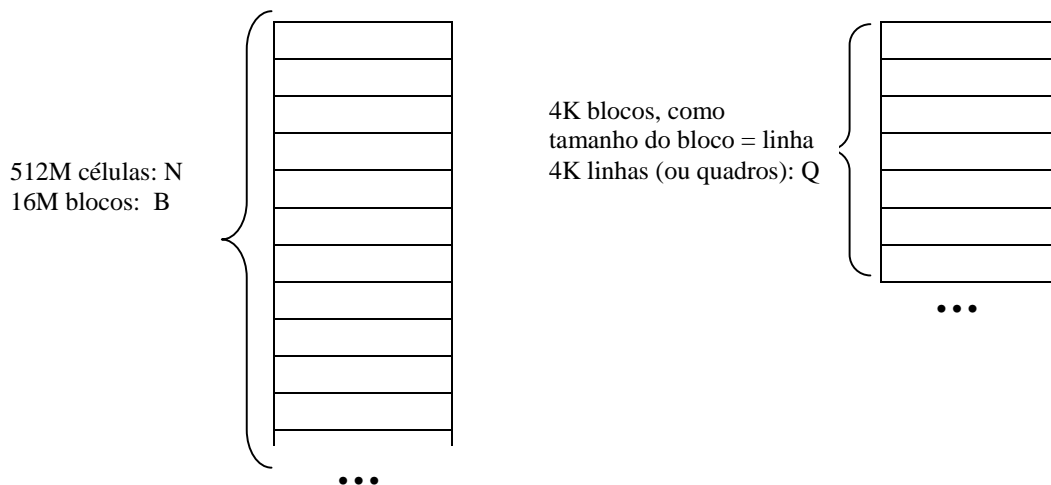 512M células: N
16M blocos: B
4K blocos, como
tamanho do bloco = linha
4K linhas (ou quadros): Q
•••
•••